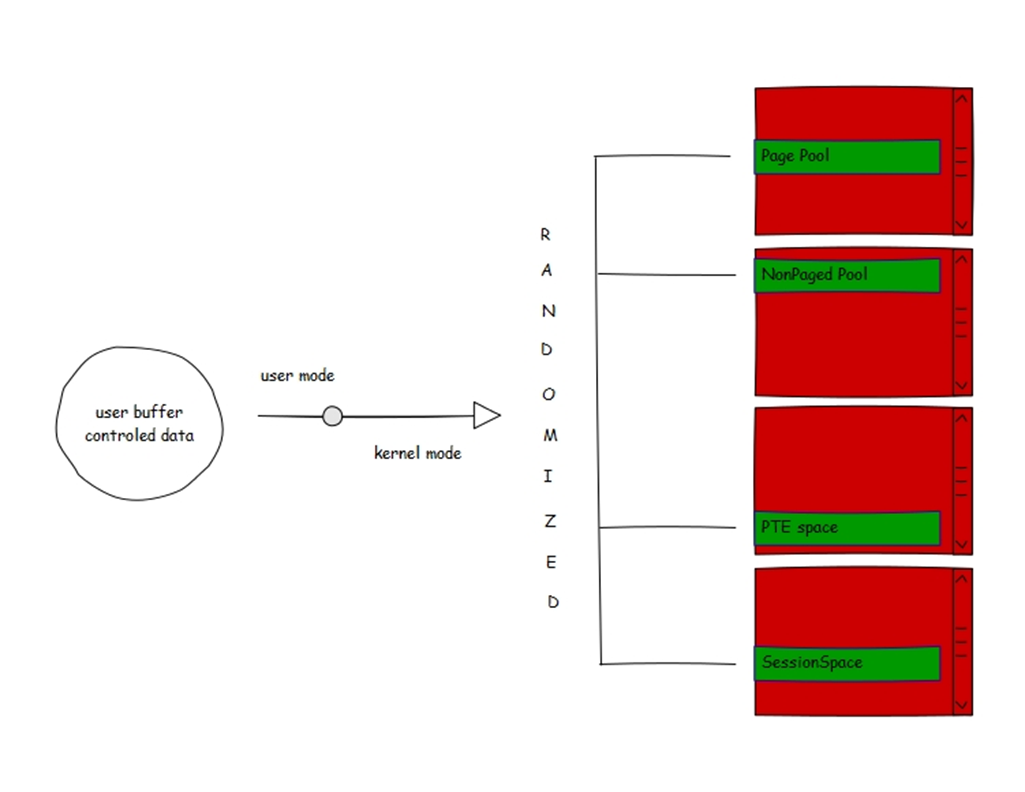 user buffer
controled data
user mode
kernel mode
R
A
N
D
O
M
I
Z
E
D
Page Pool
NonPaged Pool
PTE space
SessionSpace